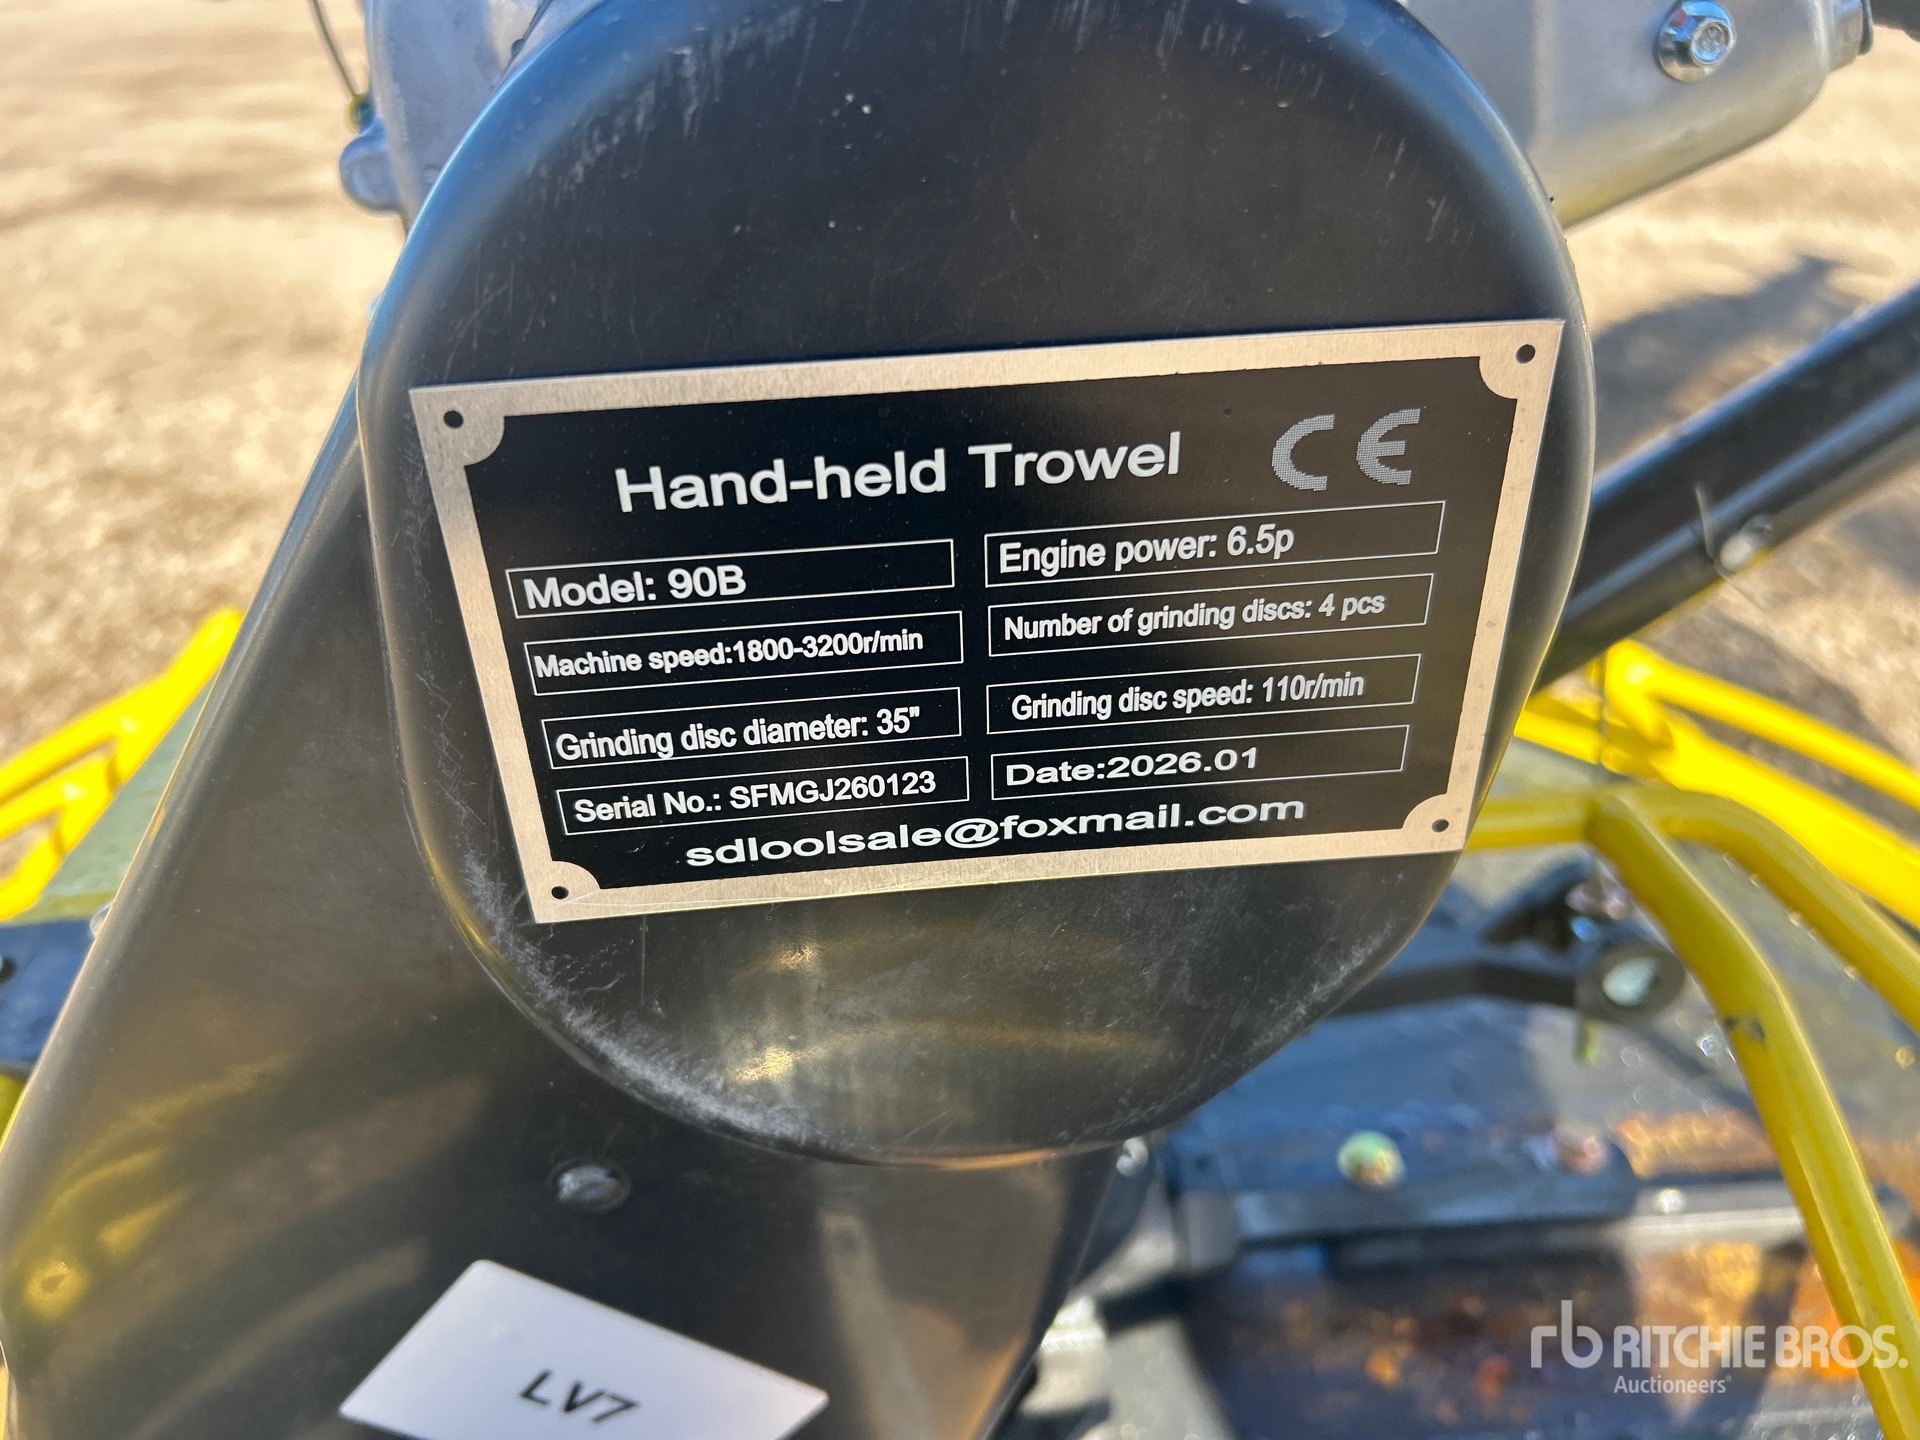 Hand-held Trowel CE
Model: 90B
Engine power: 6.5p
Machine speed:1800-3200r/min
Number of grinding discs: 4 pcs
Grinding disc diameter: 35"
Grinding disc speed: 110r/min
Serial No.: SFMGJ260123
Date:2026.01
sdloolsale@foxmail.com
LV7
rb RITCHIE BROS.
Auctioneers